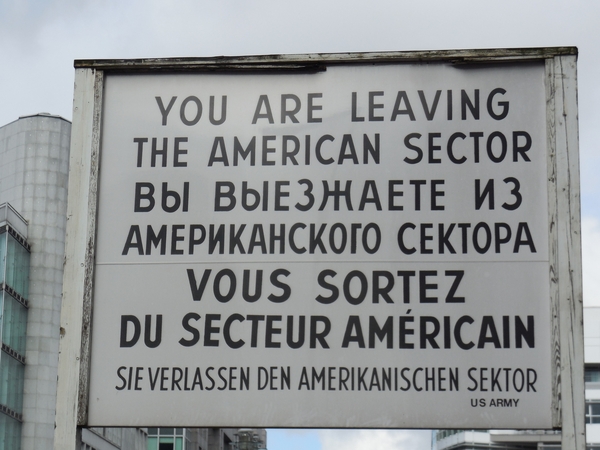 YOU ARE LEAVING
THE AMERICAN SECTOR
ВЫ ВЫЕЗЖАЕТЕ ИЗ
АМЕРИКАНСКОГО СЕКТОРА
VOUS SORTEZ
DU SECTEUR AMÉRICAIN
SIE VERLASSEN DEN AMERIKANISCHEN SEKTOR
US ARMY